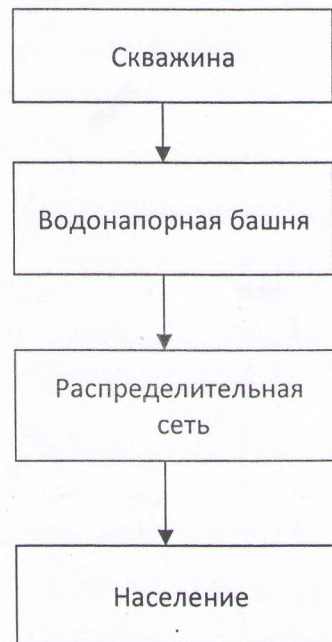 Скважина
Водонапорная башня
Распределительная
сеть
Население